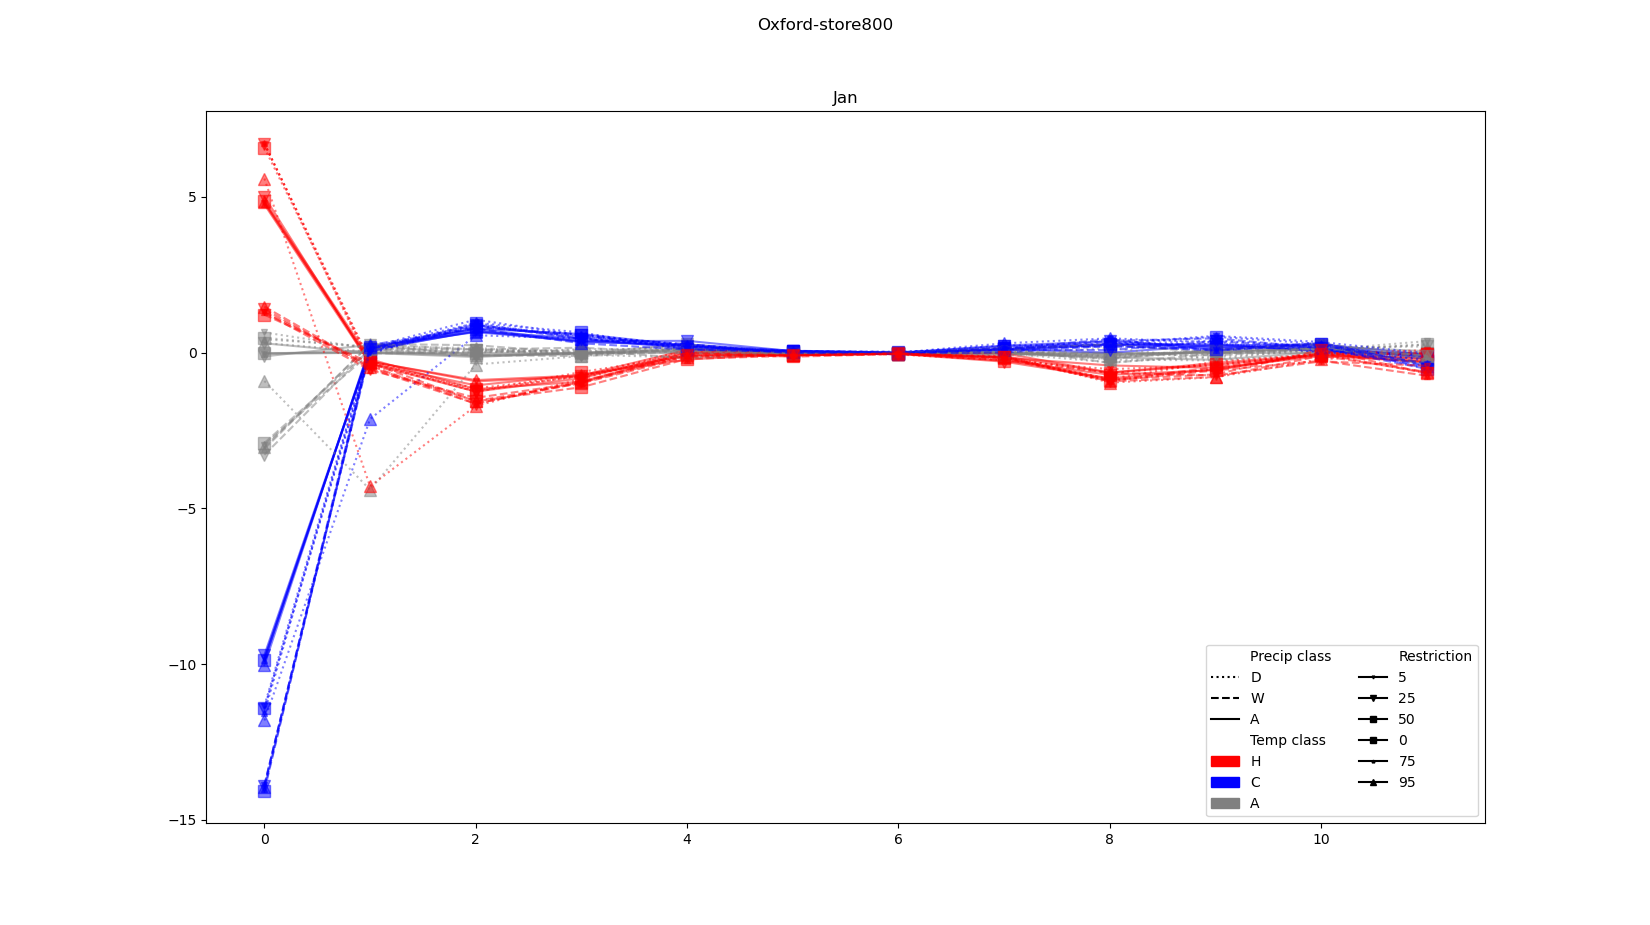 Oxford-store800
Jan
5
0
−5
−10
−15
0 2 4 6 8 10
Precip class
D
W
A
Temp class
H
C
A
Restriction
5
25
50
0
75
95